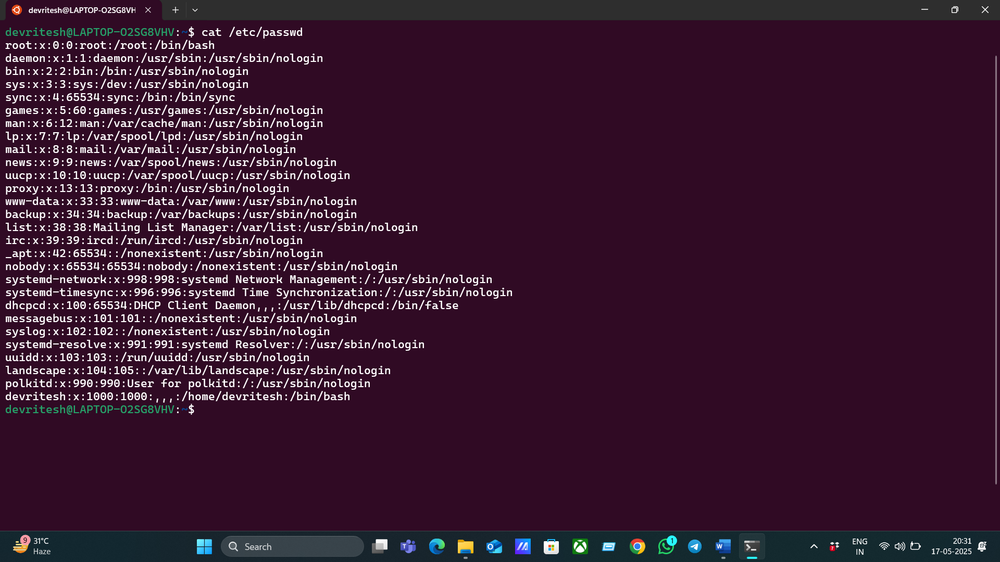 devritesh@LAPTOP-O2SG8VH
devritesh@LAPTOP-O2SG8VHV:~$ cat /etc/passwd
root:x:0:0:root:/root:/bin/bash
daemon:x:1:1:daemon:/usr/sbin:/usr/sbin/nologin
bin:x:2:2:bin:/bin:/usr/sbin/nologin
sys:x:3:3:sys:/dev:/usr/sbin/nologin
sync:x:4:65534:sync:/bin:/bin/sync
games:x:5:60:games:/usr/games:/usr/sbin/nologin
man:x:6:12:man:/var/cache/man:/usr/sbin/nologin
lp:x:7:7:lp:/var/spool/lpd:/usr/sbin/nologin
mail:x:8:8:mail:/var/mail:/usr/sbin/nologin
news:x:9:9:news:/var/spool/news:/usr/sbin/nologin
uucp:x:10:10:uucp:/var/spool/uucp:/usr/sbin/nologin
proxy:x:13:13:proxy:/bin:/usr/sbin/nologin
www-data:x:33:33:www-data:/var/www:/usr/sbin/nologin
backup:x:34:34:backup:/var/backups:/usr/sbin/nologin
list:x:38:38:Mailing List Manager:/var/list:/usr/sbin/nologin
irc:x:39:39:ircd:/run/ircd:/usr/sbin/nologin
_apt:x:42:65534::/nonexistent:/usr/sbin/nologin
nobody:x:65534:65534:nobody:/nonexistent:/usr/sbin/nologin
systemd-network:x:998:998:systemd Network Management:/:/usr/sbin/nologin
systemd-timesync:x:996:996:systemd Time Synchronization:/:/usr/sbin/nologin
dhcpcd:x:100:65534:DHCP Client Daemon,,,:/usr/lib/dhcpcd:/bin/false
messagebus:x:101:101::/nonexistent:/usr/sbin/nologin
syslog:x:102:102::/nonexistent:/usr/sbin/nologin
systemd-resolve:x:991:991:systemd Resolver:/:/usr/sbin/nologin
uuidd:x:103:103::/run/uuidd:/usr/sbin/nologin
landscape:x:104:105::/var/lib/landscape:/usr/sbin/nologin
polkitd:x:990:990:User for polkitd:/:/usr/sbin/nologin
devritesh:x:1000:1000:,,,:/home/devritesh:/bin/bash
devritesh@LAPTOP-O2SG8VHV:~$
9 31°C
Haze
Search
1
7
ENG
IN
20:31
17-05-2025